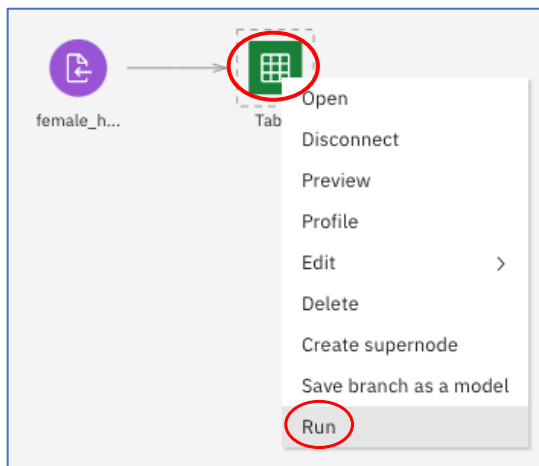 female_h...
Tab
Open
Disconnect
Preview
Profile
Edit
Delete
Create supernode
Save branch as a model
Run